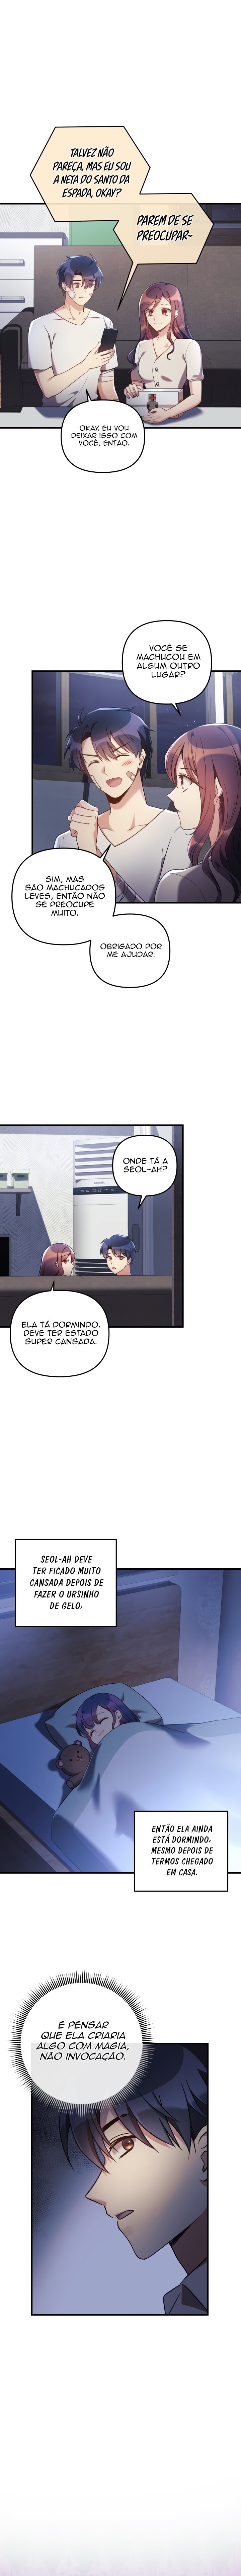 TALVEZ NÃO
PAREÇA, MAS EU SOU
A NETA DO SANTO DA
ESPADA, OKAY?
PAREM DE SE
PREOCUPAR~
OKAY. EU VOU
DEIXAR ISSO COM
VOCÊ, ENTÃO.
VOCÊ SE
MACHUCOU EM
ALGUM OUTRO
LUGAR?
SIM, MAS
SÃO MACHUCADOS
LEVES, ENTÃO NÃO
SE PREOCUPE
MUITO.
OBRIGADO POR
ME AJUDAR.
ONDE TÁ A
SEOL-AH?
ELA TÁ DORMINDO.
DEVE TER ESTADO
SUPER CANSADA.
SEOL-AH DEVE
TER FICADO MUITO
CANSADA DEPOIS DE
FAZER O URSINHO
DE GELO;
ENTÃO ELA AINDA
ESTÁ DORMINDO;
MESMO DEPOIS DE
TERMOS CHEGADO
EM CASA.
E PENSAR
QUE ELA CRIARIA
ALGO COM MAGIA,
NÃO INVOCAÇÃO.